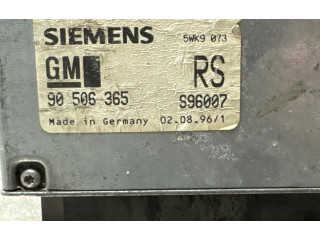 SIEMENS 5WK9 073
GM RS
90 506 365 S96007
Made in Germany 02.08.96/1